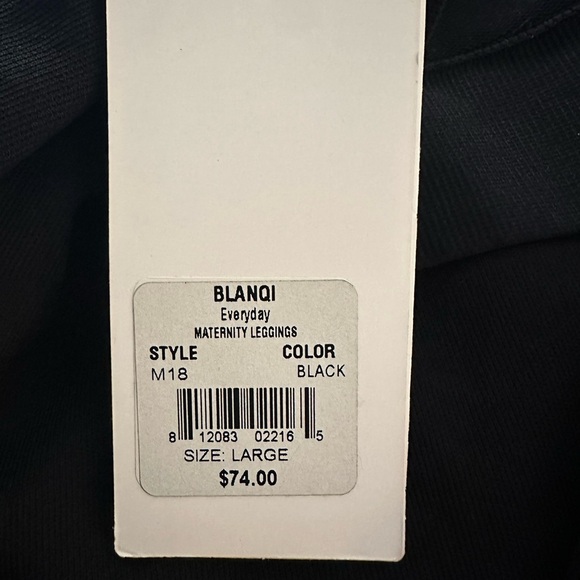 BLANQI
Everyday
MATERNITY LEGGINGS
STYLE COLOR
M18 BLACK
8 12083 02216 5
SIZE: LARGE
$74.00